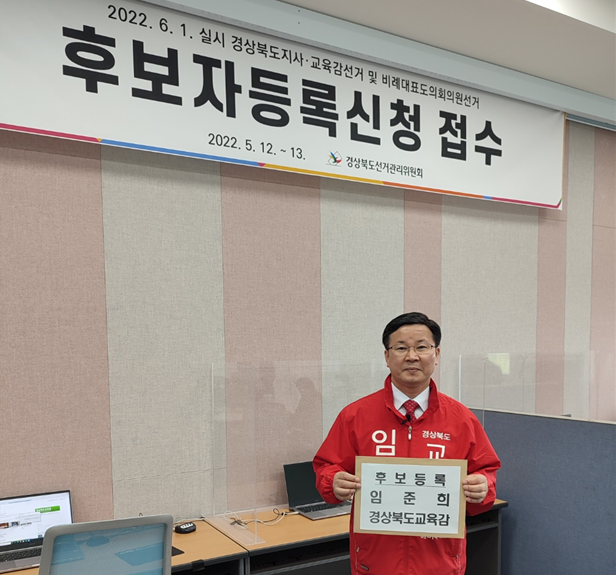 2022. 6. 1. 실시 경상북도지사·교육감선거 및 비례대표도의회의원선거
후보자등록신청 접수
2022. 5. 12. ~ 13. 경상북도선거관리위원회
경상북도
임 교
후보등록
임준희
경상북도교육감